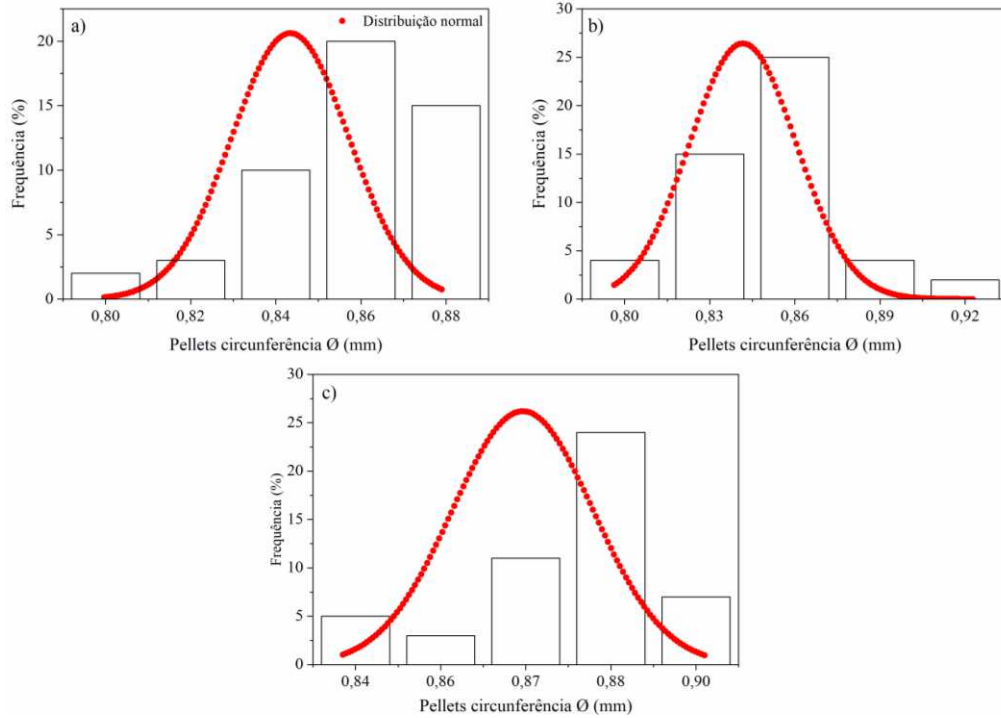 a)
Distribuição normal
Frequência (%)
20
15
10
5
0
0,80 0,82 0,84 0,86 0,88
Pellets circunferência Ø (mm)
b)
Frequência (%)
30
25
20
15
10
5
0
0,80 0,83 0,86 0,89 0,92
Pellets circunferência Ø (mm)
c)
Frequência (%)
30
25
20
15
10
5
0
0,84 0,86 0,87 0,88 0,90
Pellets circunferência Ø (mm)